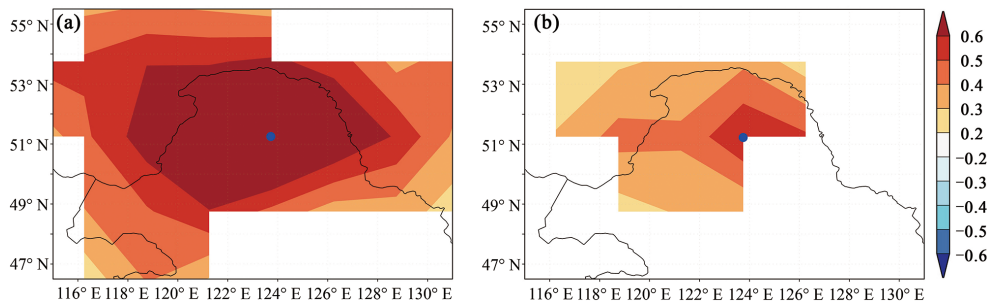 (a)
55° N
53° N
51° N
49° N
47° N
116° E 118° E 120° E 122° E 124° E 126° E 128° E 130° E
(b)
55° N
53° N
51° N
49° N
47° N
116° E 118° E 120° E 122° E 124° E 126° E 128° E 130° E
0.6
0.5
0.4
0.3
0.2
−0.2
−0.3
−0.4
−0.5
−0.6